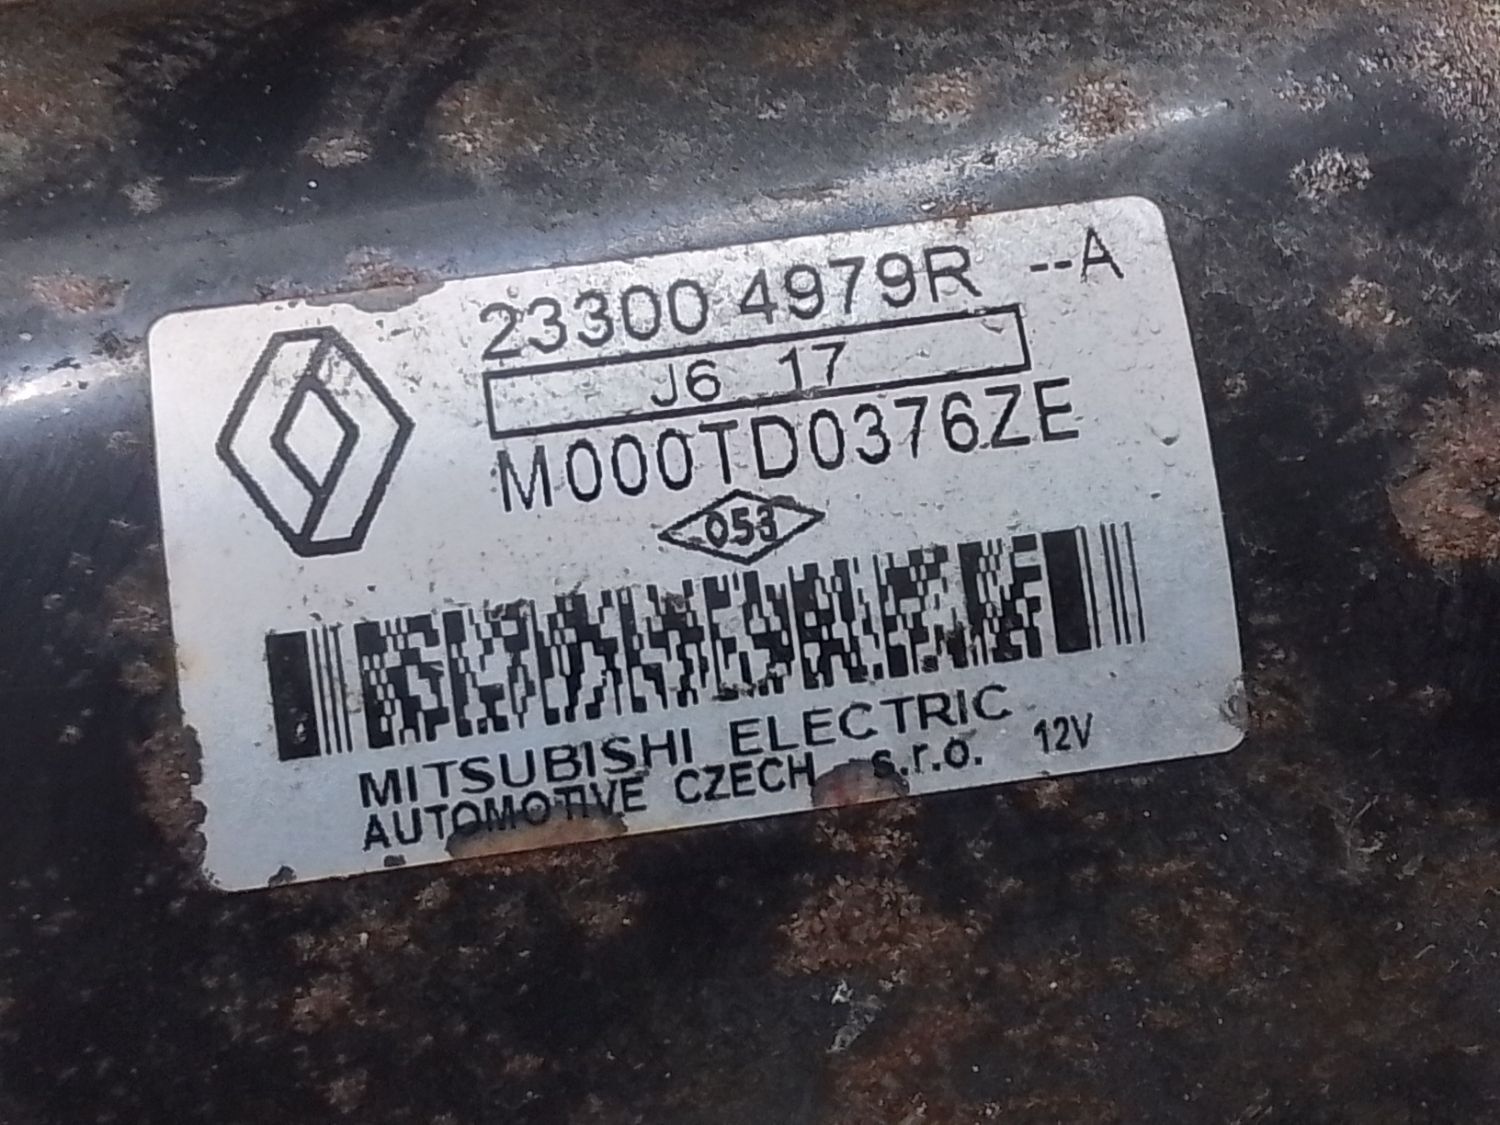 23300 4979R --A
J6 17
M000TD0376ZE
053
MITSUBISHI ELECTRIC
AUTOMOTIVE CZECH s.r.o. 12V